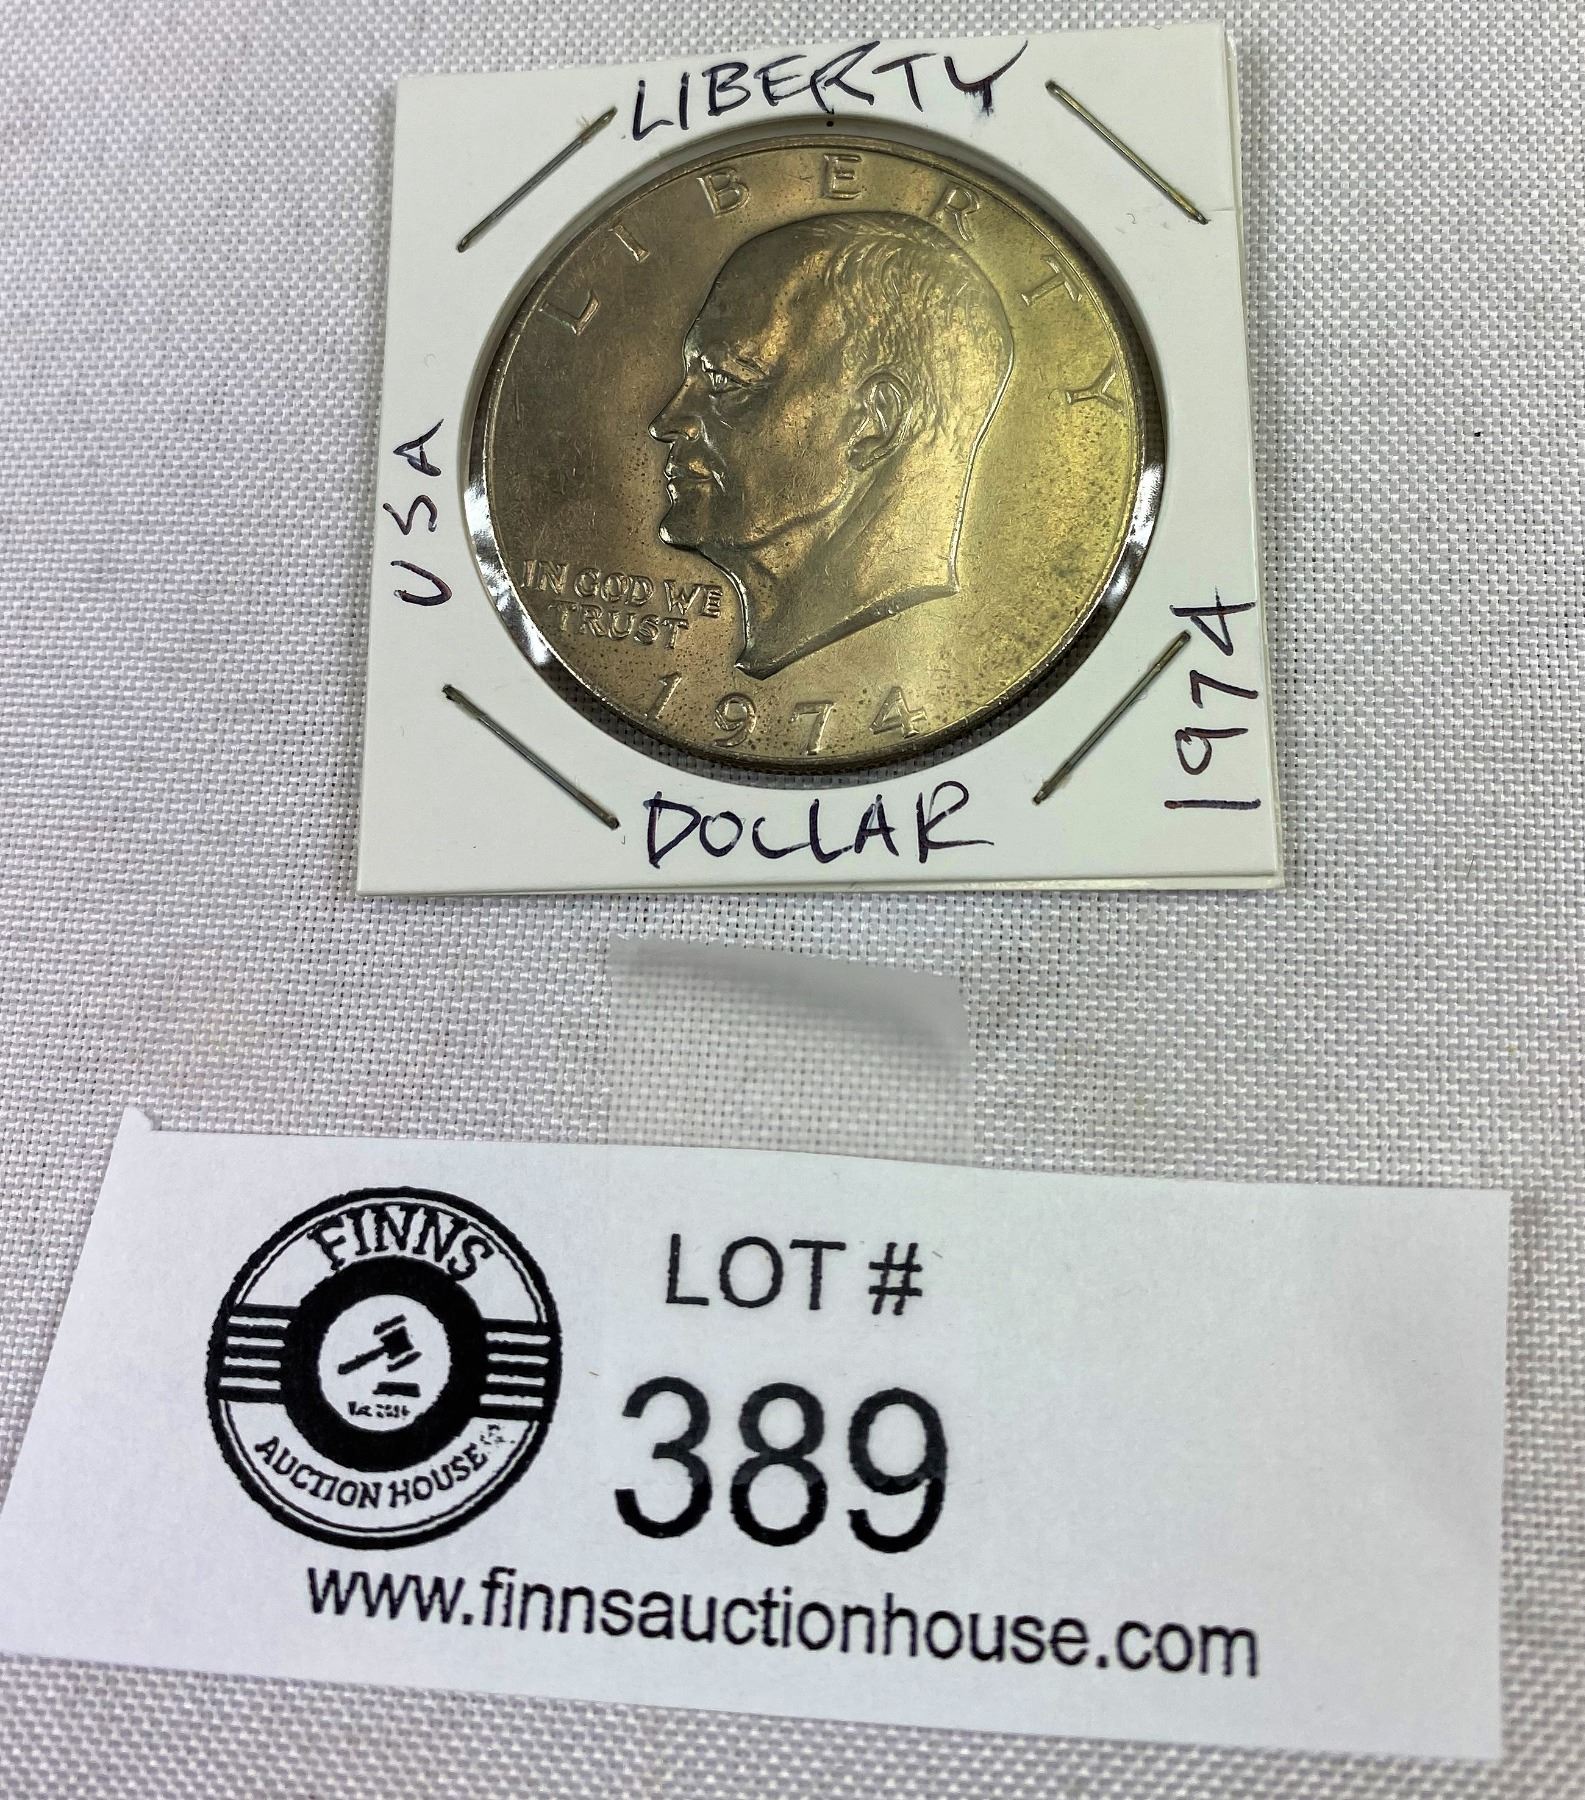 LIBERTY
USA
LIBERTY
IN GOD WE
TRUST
1974
1974
DOLLAR
FINNS
AUCTION HOUSE
LOT #
389
www.finnsauctionhouse.com